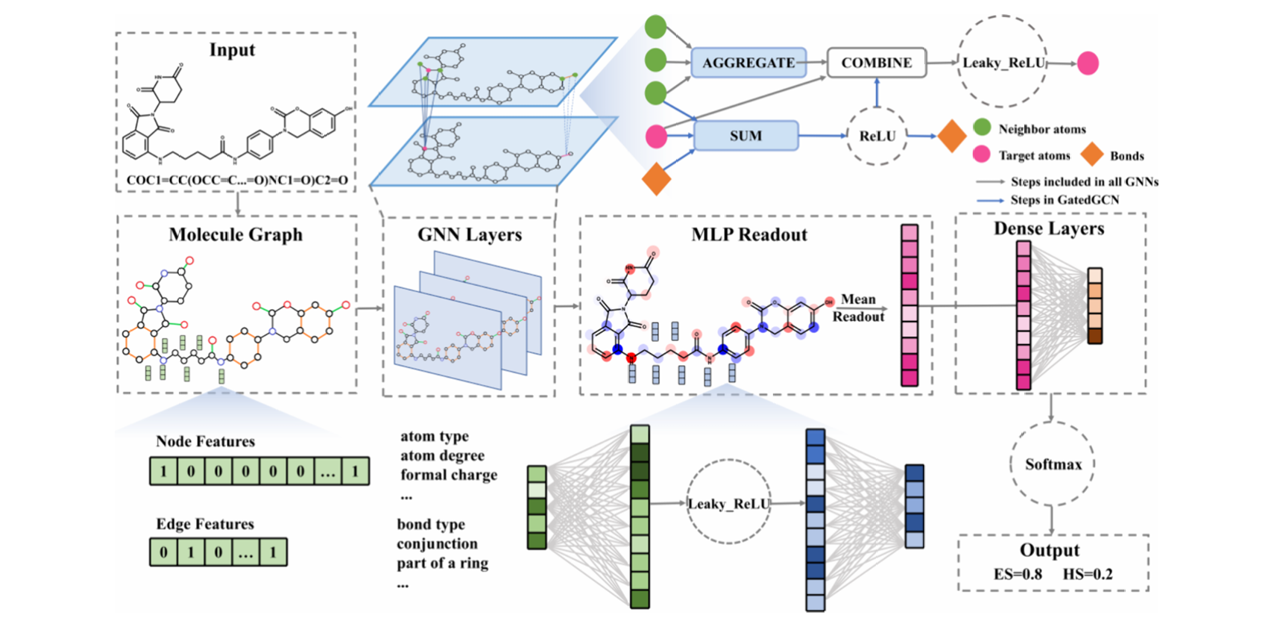 Input
COC1=CC(OCC=C...=O)NC1=O)C2=O
AGGREGATE
COMBINE
Leaky_ReLU
SUM
ReLU
Neighbor atoms
Target atoms
Bonds
Steps included in all GNNs
Steps in GatedGCN
Molecule Graph
GNN Layers
MLP Readout
Mean
Readout
Dense Layers
Node Features
1 0 0 0 0 0 ... 1
Edge Features
0 1 0 ... 1
atom type
atom degree
formal charge
...
bond type
conjunction
part of a ring
...
Leaky_ReLU
Softmax
Output
ES=0.8 HS=0.2